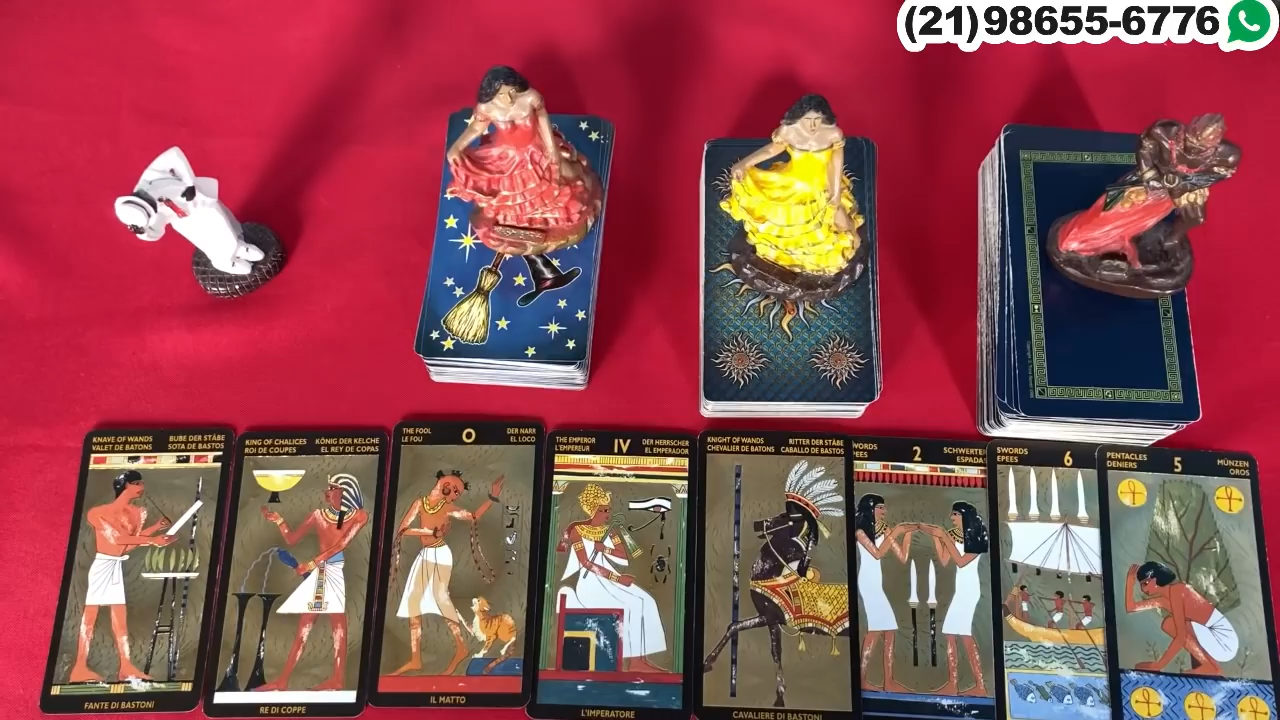 (21)98655-6776
KNAVE OF WANDS
VALET DE BATONS
BUBE DER STÄBE
SOTA DE BASTOS
FANTE DI BASTONI
KING OF CHALICES
ROI DE COUPES
KÖNIG DER KELCHE
EL REY DE COPAS
RE DI COPPE
THE FOOL
LE FOU
0
DER NARR
EL LOCO
IL MATTO
THE EMPEROR
L'EMPEREUR
IV
DER HERRSCHER
EL EMPERADOR
L'IMPERATORE
KNIGHT OF WANDS
CHEVALIER DE BATONS
RITTER DER STÄBE
CABALLO DE BASTOS
CAVALIERE DI BASTONI
2
SWORDS
EPEES
6
PENTACLES
DENIERS
5
MÜNZEN
OROS